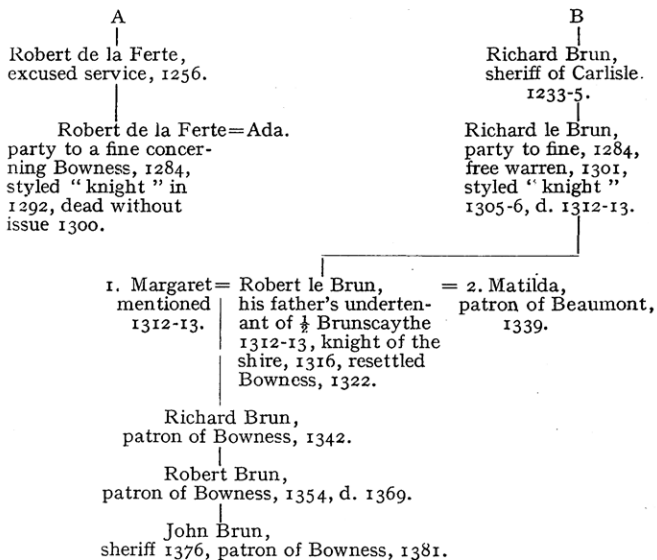 A
Robert de la Ferte,
excused service, 1256.
Robert de la Ferte=Ada.
party to a fine concer-
ning Bowness, 1284,
styled “knight” in
1292, dead without
issue 1300.
B
Richard Brun,
sheriff of Carlisle.
1233-5.
Richard le Brun,
party to fine, 1284,
free warren, 1301,
styled “knight”
1305-6, d. 1312-13.
1. Margaret=
mentioned
1312-13.
Robert le Brun,
his father's underten-
ant of ½ Brunscaythe
1312-13, knight of the
shire, 1316, resettled
Bowness, 1322.
= 2. Matilda,
patron of Beaumont,
1339.
Richard Brun,
patron of Bowness, 1342.
Robert Brun,
patron of Bowness, 1354, d. 1369.
John Brun,
sheriff 1376, patron of Bowness, 1381.